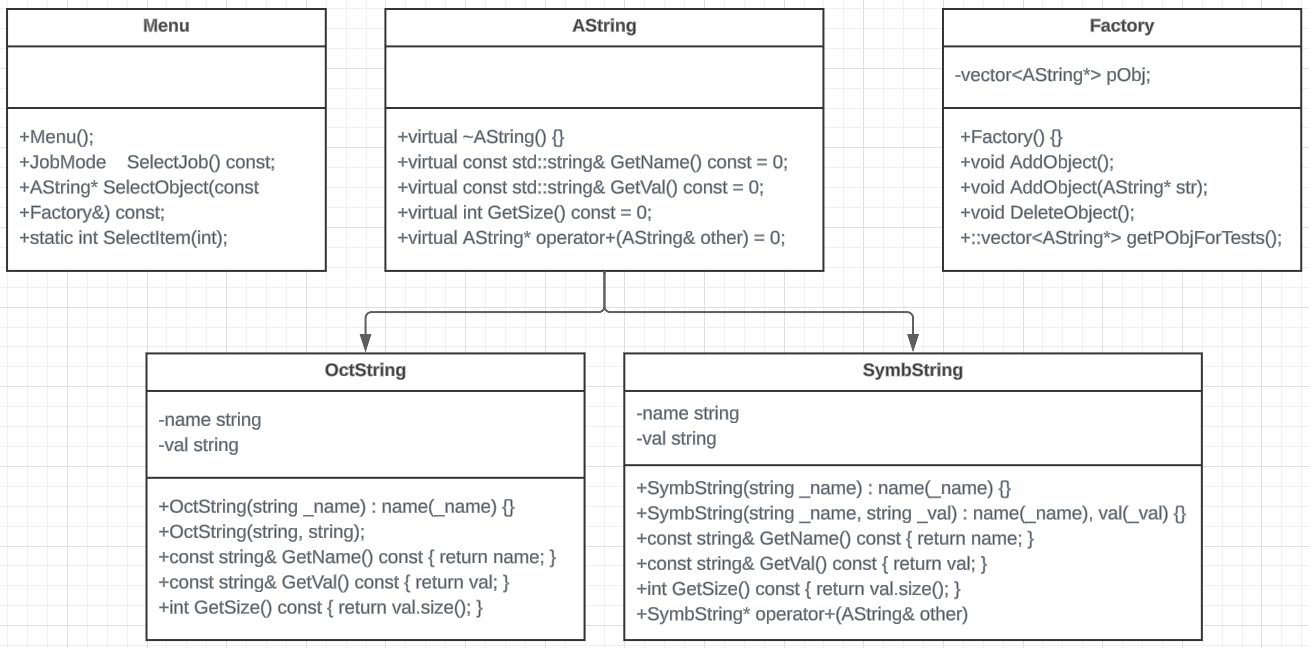 Menu
+Menu();
+JobMode    SelectJob() const;
+AString* SelectObject(const
+Factory&) const;
+static int SelectItem(int);
AString
+virtual ~AString() {}
+virtual const std::string& GetName() const = 0;
+virtual const std::string& GetVal() const = 0;
+virtual int GetSize() const = 0;
+virtual AString* operator+(AString& other) = 0;
Factory
-vector<AString*> pObj;
+Factory() {}
+void AddObject();
+void AddObject(AString* str);
+void DeleteObject();
+::vector<AString*> getPObjForTests();
OctString
-name string
-val string
+OctString(string _name) : name(_name) {}
+OctString(string, string);
+const string& GetName() const { return name; }
+const string& GetVal() const { return val; }
+int GetSize() const { return val.size(); }
SymbString
-name string
-val string
+SymbString(string _name) : name(_name) {}
+SymbString(string _name, string _val) : name(_name), val(_val) {}
+const string& GetName() const { return name; }
+const string& GetVal() const { return val; }
+int GetSize() const { return val.size(); }
+SymbString* operator+(AString& other)